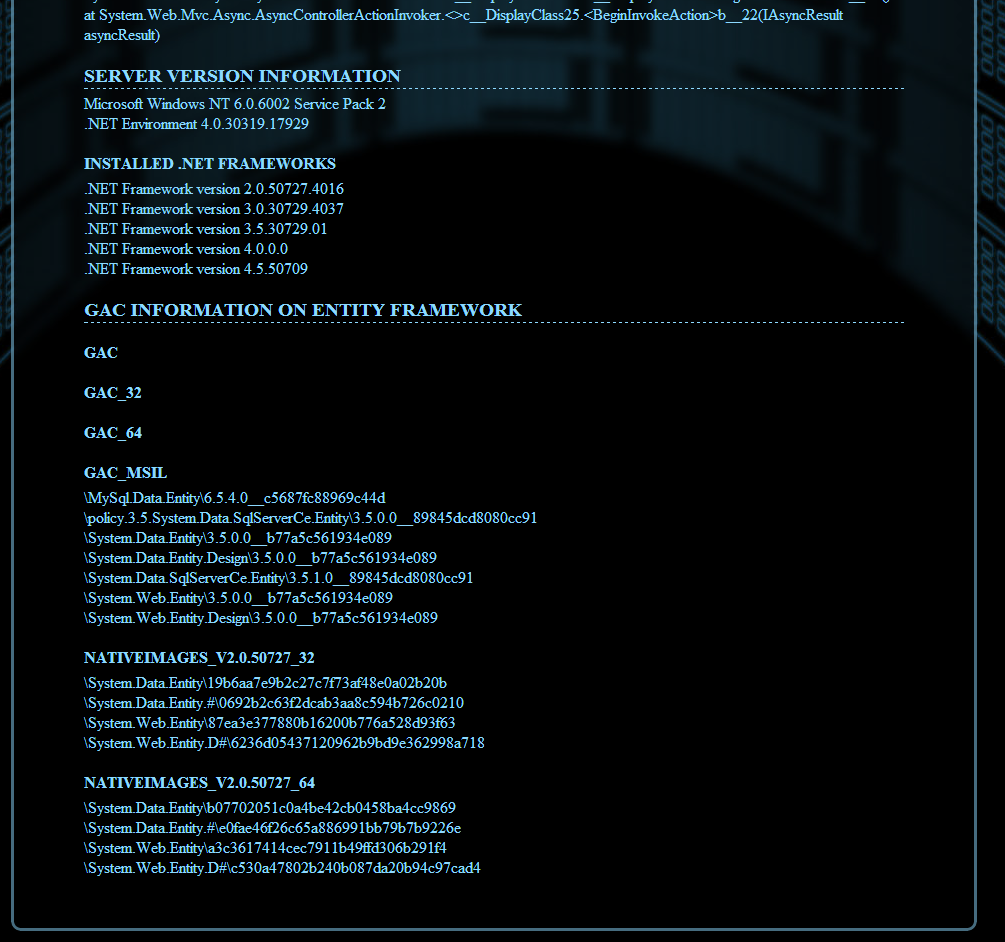 at System.Web.Mvc.Async.AsyncControllerActionInvoker.<>c__DisplayClass25.<BeginInvokeAction>b__22(IAsyncResult
asyncResult)
SERVER VERSION INFORMATION
Microsoft Windows NT 6.0.6002 Service Pack 2
.NET Environment 4.0.30319.17929
INSTALLED .NET FRAMEWORKS
.NET Framework version 2.0.50727.4016
.NET Framework version 3.0.30729.4037
.NET Framework version 3.5.30729.01
.NET Framework version 4.0.0.0
.NET Framework version 4.5.50709
GAC INFORMATION ON ENTITY FRAMEWORK
GAC
GAC_32
GAC_64
GAC_MSIL
\MySql.Data.Entity\6.5.4.0__c5687fc88969c44d
\policy.3.5.System.Data.SqlServerCe.Entity\3.5.0.0__89845dcd8080cc91
\System.Data.Entity\3.5.0.0__b77a5c561934e089
\System.Data.Entity.Design\3.5.0.0__b77a5c561934e089
\System.Data.SqlServerCe.Entity\3.5.1.0__89845dcd8080cc91
\System.Web.Entity\3.5.0.0__b77a5c561934e089
\System.Web.Entity.Design\3.5.0.0__b77a5c561934e089
NATIVEIMAGES_V2.0.50727_32
\System.Data.Entity\19b6aa7e9b2c27c7f73af48e0a02b20b
\System.Data.Entity.#\0692b2c63f2dcab3aa8c594b726c0210
\System.Web.Entity\87ea3e377880b16200b776a528d93f63
\System.Web.Entity.D#\6236d05437120962b9bd9e362998a718
NATIVEIMAGES_V2.0.50727_64
\System.Data.Entity\b07702051c0a4be42cb0458ba4cc9869
\System.Data.Entity.#\e0fae46f26c65a886991bb79b7b9226e
\System.Web.Entity\a3c3617414cec7911b49ffd306b291f4
\System.Web.Entity.D#\c530a47802b240b087da20b94c97cad4